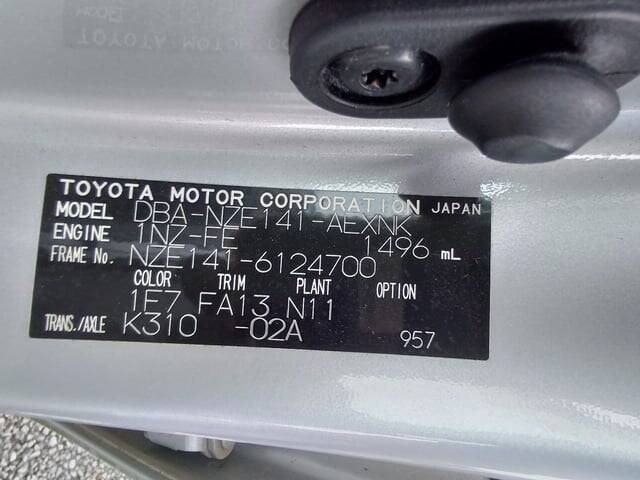 TOYOTA MOTOR CORPORATION JAPAN
MODEL DBA-NZE141-AEXNK
ENGINE 1NZ-FE 1496 mL
FRAME No. NZE141-6124700
COLOR TRIM PLANT OPTION
1F7 FA13 N11
TRANS./AXLE K310 -02A 957